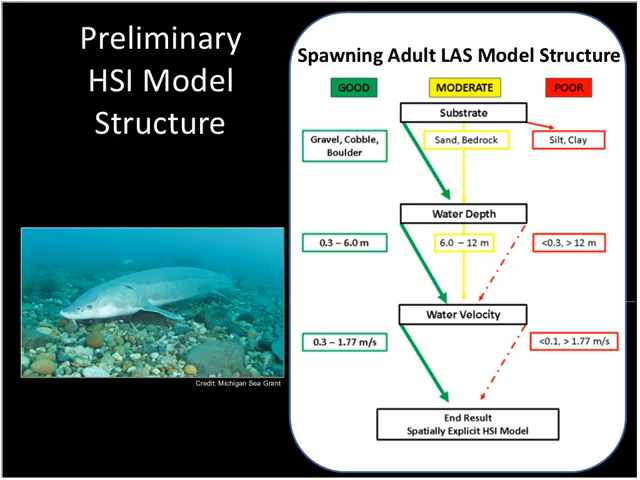 Preliminary
HSI Model
Structure
Spawning Adult LAS Model Structure
GOOD
MODERATE
POOR
Substrate
Gravel, Cobble,
Boulder
Sand, Bedrock
Silt, Clay
Water Depth
0.3 – 6.0 m
6.0 – 12 m
<0.3, > 12 m
Water Velocity
0.3 – 1.77 m/s
<0.1, > 1.77 m/s
End Result
Spatially Explicit HSI Model
Credit: Michigan Sea Grant